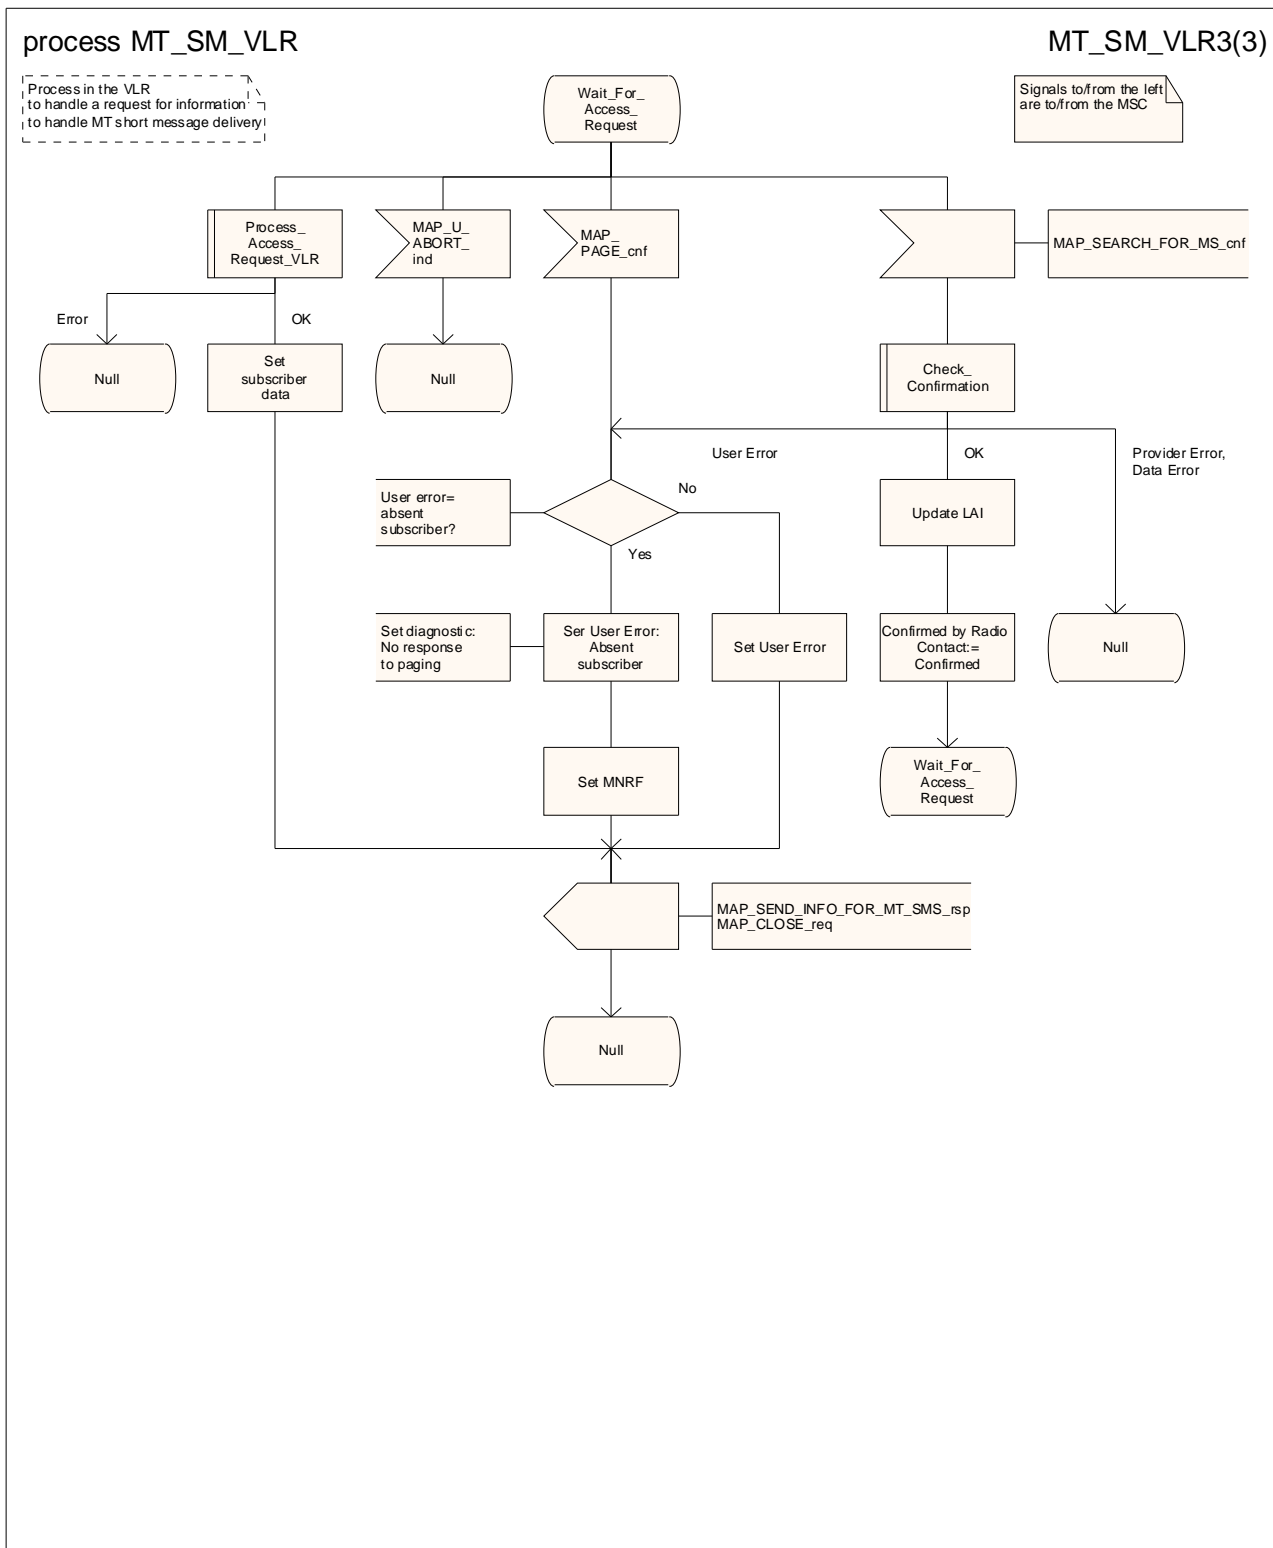 process MT_SM_VLR
MT_SM_VLR3(3)
Process in the VLR
to handle a request for information
to handle MT short message delivery
Wait_For_
Access_
Request
Signals to/from the left
are to/from the MSC
Process_
Access_
Request_VLR
MAP_U_
ABORT_
ind
MAP_
PAGE_cnf
MAP_SEARCH_FOR_MS_cnf
Error
OK
Null
Set
subscriber
data
Null
Check_
Confirmation
User Error
OK
Provider Error,
Data Error
User error=
absent
subscriber?
No
Yes
Update LAI
Set diagnostic:
No response
to paging
Ser User Error:
Absent
subscriber
Set User Error
Confirmed by Radio
Contact:=
Confirmed
Null
Set MNRF
Wait_For_
Access_
Request
MAP_SEND_INFO_FOR_MT_SMS_rsp
MAP_CLOSE_req
Null